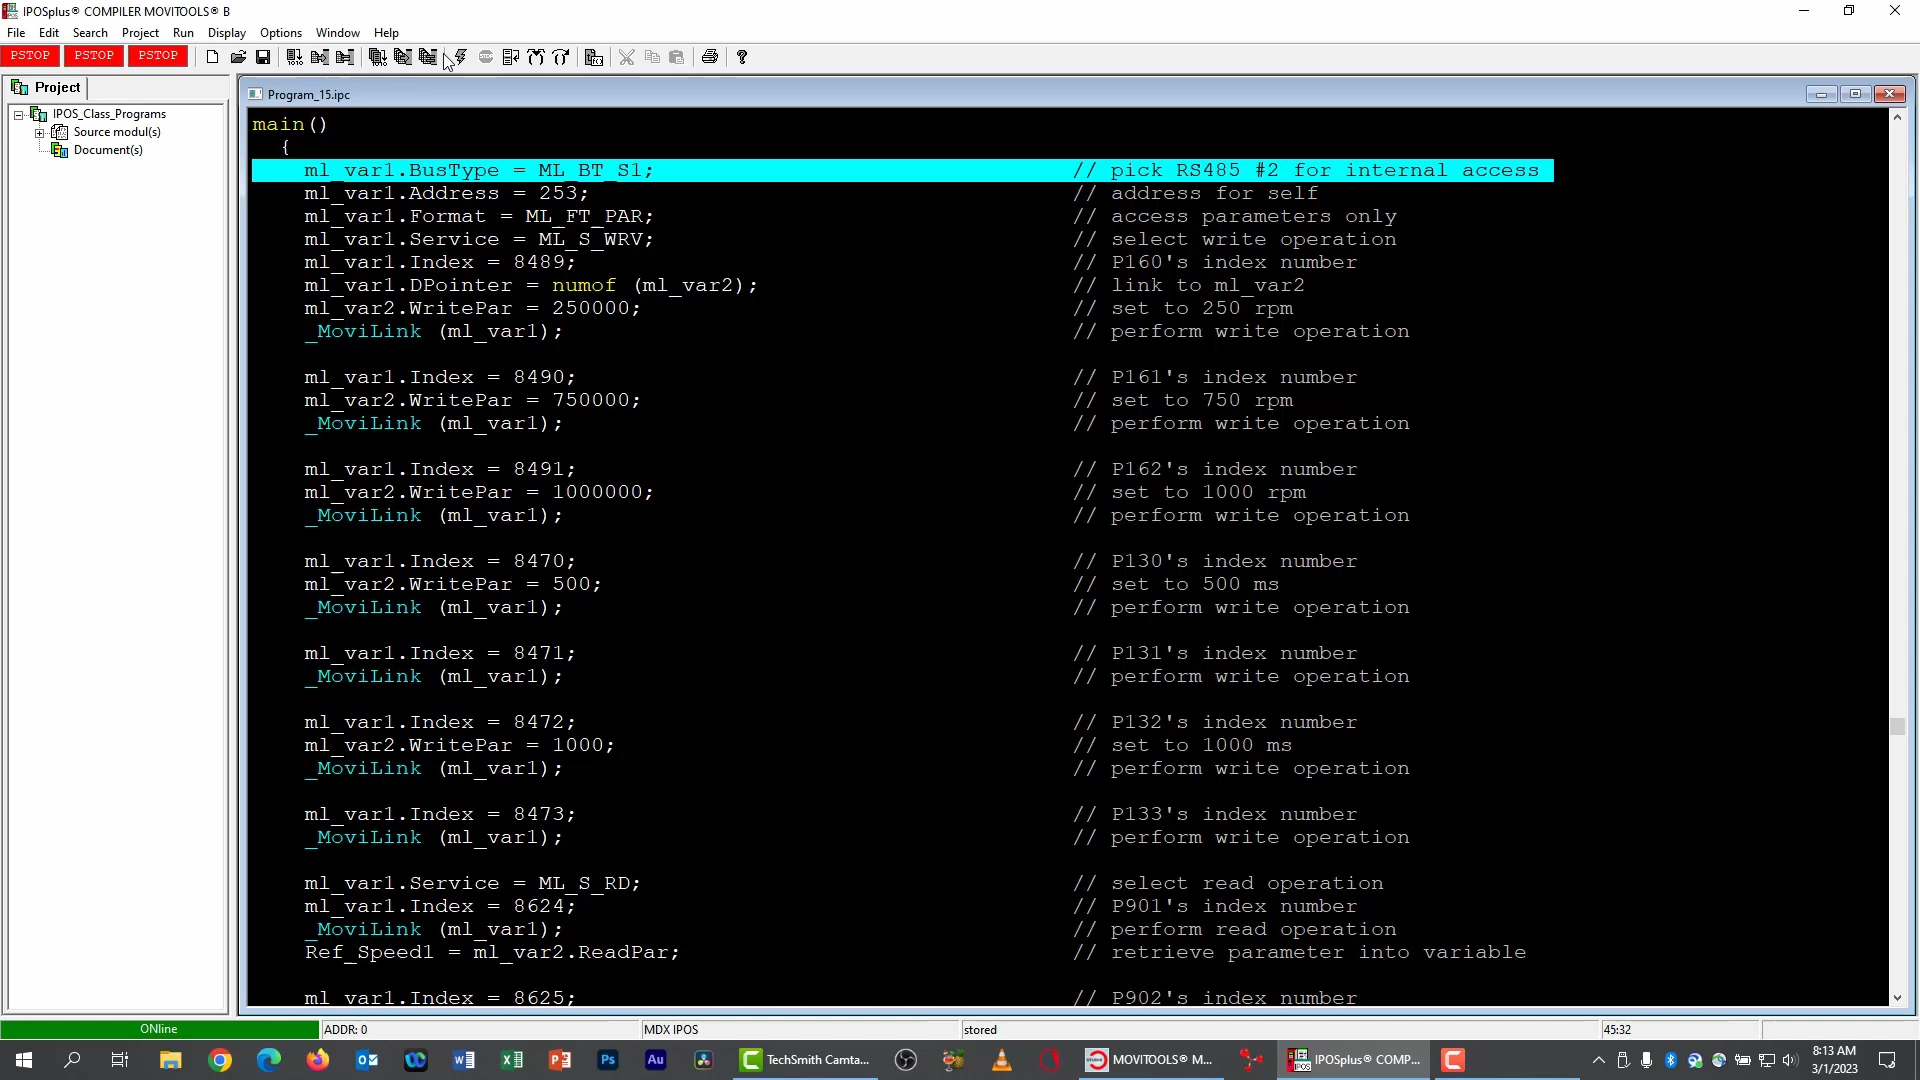 IPOSplus® COMPILER MOVITOOLS® B
File Edit Search Project Run Display Options Window Help
PSTOP PSTOP PSTOP
Project
IPOS_Class_Programs
Source modul(s)
Document(s)
Program_15.ipc
main()
{
ml_var1.BusType = ML_BT_S1; // pick RS485 #2 for internal access
ml_var1.Address = 253; // address for self
ml_var1.Format = ML_FT_PAR; // access parameters only
ml_var1.Service = ML_S_WRV; // select write operation
ml_var1.Index = 8489; // P160's index number
ml_var1.DPointer = numof (ml_var2); // link to ml_var2
ml_var2.WritePar = 250000; // set to 250 rpm
_MoviLink (ml_var1); // perform write operation
ml_var1.Index = 8490; // P161's index number
ml_var2.WritePar = 750000; // set to 750 rpm
_MoviLink (ml_var1); // perform write operation
ml_var1.Index = 8491; // P162's index number
ml_var2.WritePar = 1000000; // set to 1000 rpm
_MoviLink (ml_var1); // perform write operation
ml_var1.Index = 8470; // P130's index number
ml_var2.WritePar = 500; // set to 500 ms
_MoviLink (ml_var1); // perform write operation
ml_var1.Index = 8471; // P131's index number
_MoviLink (ml_var1); // perform write operation
ml_var1.Index = 8472; // P132's index number
ml_var2.WritePar = 1000; // set to 1000 ms
_MoviLink (ml_var1); // perform write operation
ml_var1.Index = 8473; // P133's index number
_MoviLink (ml_var1); // perform write operation
ml_var1.Service = ML_S_RD; // select read operation
ml_var1.Index = 8624; // P901's index number
_MoviLink (ml_var1); // perform read operation
Ref_Speed1 = ml_var2.ReadPar; // retrieve parameter into variable
ml_var1.Index = 8625; // P902's index number
ONline ADDR: 0 MDX IPOS stored 45:32
TechSmith Camta... MOVITOOLS® M... IPOSplus® COMP... 8:13 AM
3/1/2023